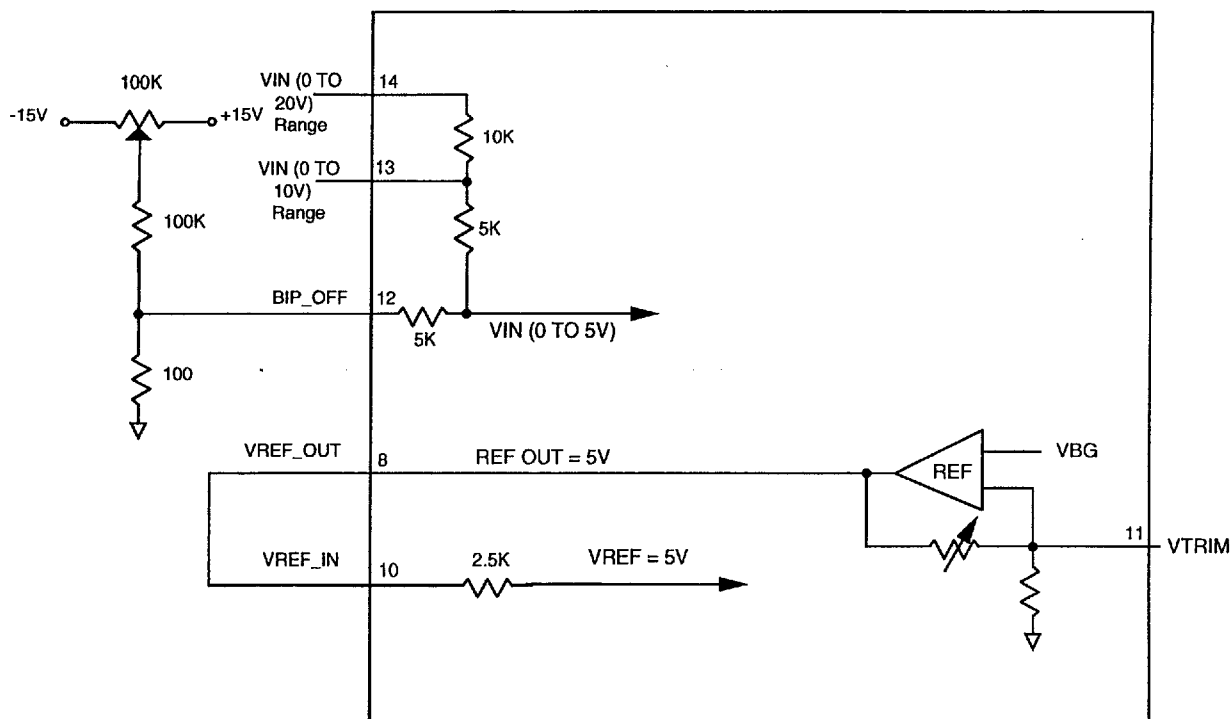 100K
-15V
+15V
VIN (0 TO
20V)
Range
14
10K
VIN (0 TO
10V)
Range
13
100K
5K
BIP_OFF
12
5K
VIN (0 TO 5V)
100
VREF_OUT
8
REF OUT = 5V
REF
VBG
11
VTRIM
VREF_IN
10
2.5K
VREF = 5V